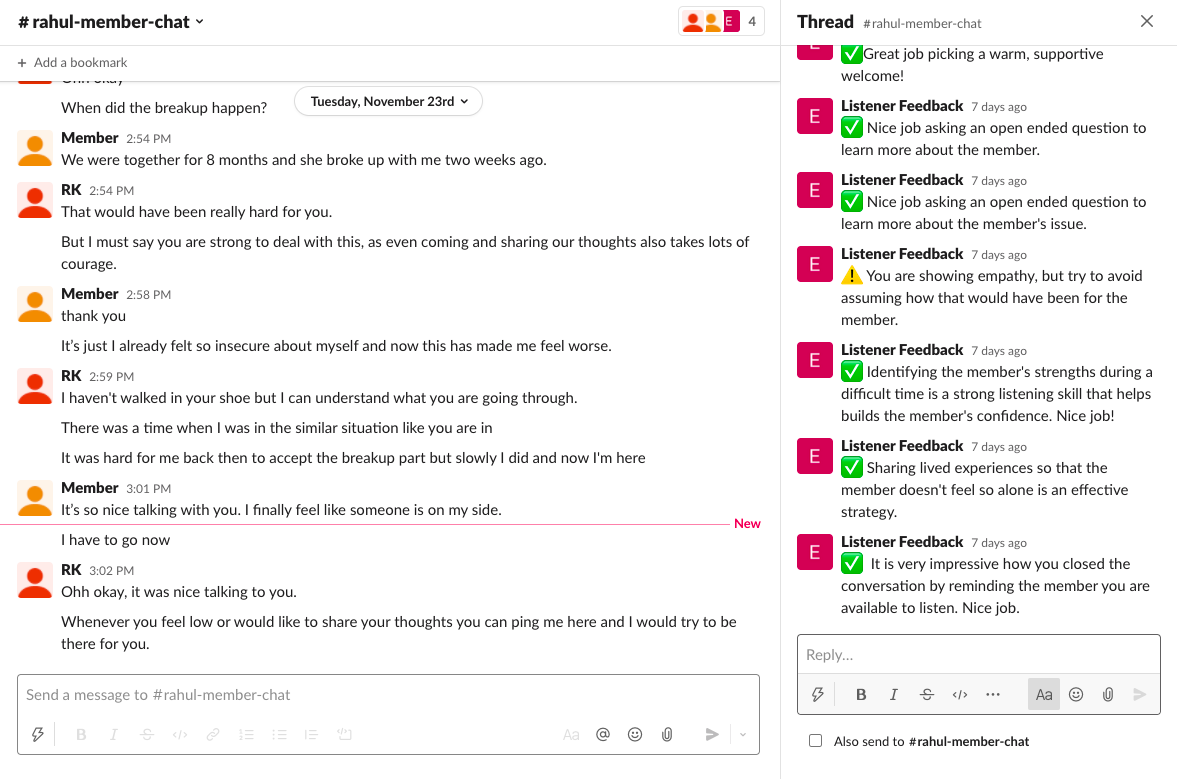 # rahul-member-chat
E
4
+ Add a bookmark
Ohh okay
Tuesday, November 23rd
When did the breakup happen?
Member 2:54 PM
We were together for 8 months and she broke up with me two weeks ago.
RK 2:54 PM
That would have been really hard for you.
But I must say you are strong to deal with this, as even coming and sharing our thoughts also takes lots of
courage.
Member 2:58 PM
thank you
It’s just I already felt so insecure about myself and now this has made me feel worse.
RK 2:59 PM
I haven't walked in your shoe but I can understand what you are going through.
There was a time when I was in the similar situation like you are in
It was hard for me back then to accept the breakup part but slowly I did and now I'm here
Member 3:01 PM
It’s so nice talking with you. I finally feel like someone is on my side.
New
I have to go now
RK 3:02 PM
Ohh okay, it was nice talking to you.
Whenever you feel low or would like to share your thoughts you can ping me here and I would try to be
there for you.
Send a message to #rahul-member-chat
B I S </> Aa @
Thread #rahul-member-chat
E
✅Great job picking a warm, supportive
welcome!
E
Listener Feedback 7 days ago
✅ Nice job asking an open ended question to
learn more about the member.
E
Listener Feedback 7 days ago
✅ Nice job asking an open ended question to
learn more about the member's issue.
E
Listener Feedback 7 days ago
⚠️ You are showing empathy, but try to avoid
assuming how that would have been for the
member.
E
Listener Feedback 7 days ago
✅ Identifying the member's strengths during a
difficult time is a strong listening skill that helps
builds the member's confidence. Nice job!
E
Listener Feedback 7 days ago
✅ Sharing lived experiences so that the
member doesn't feel so alone is an effective
strategy.
E
Listener Feedback 7 days ago
✅ It is very impressive how you closed the
conversation by reminding the member you are
available to listen. Nice job.
Reply...
B I S </> ... Aa
Also send to #rahul-member-chat